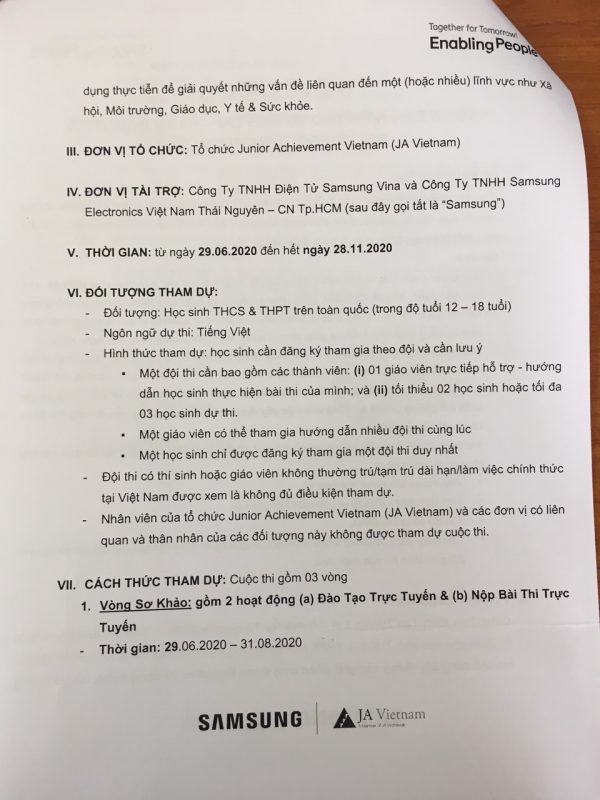 Together for Tomorrow!
Enabling People
dụng thực tiễn để giải quyết những vấn đề liên quan đến một (hoặc nhiều) lĩnh vực như Xã
hội, Môi trường, Giáo dục, Y tế & Sức khỏe.
III. ĐƠN VỊ TỔ CHỨC: Tổ chức Junior Achievement Vietnam (JA Vietnam)
IV. ĐƠN VỊ TÀI TRỢ: Công Ty TNHH Điện Tử Samsung Vina và Công Ty TNHH Samsung
Electronics Việt Nam Thái Nguyên – CN Tp.HCM (sau đây gọi tắt là “Samsung”)
V. THỜI GIAN: từ ngày 29.06.2020 đến hết ngày 28.11.2020
VI. ĐỐI TƯỢNG THAM DỰ:
- Đối tượng: Học sinh THCS & THPT trên toàn quốc (trong độ tuổi 12 – 18 tuổi)
- Ngôn ngữ dự thi: Tiếng Việt
- Hình thức tham dự: học sinh cần đăng ký tham gia theo đội và cần lưu ý
▪ Một đội thi cần bao gồm các thành viên: (i) 01 giáo viên trực tiếp hỗ trợ - hướng
dẫn học sinh thực hiện bài thi của mình; và (ii) tối thiểu 02 học sinh hoặc tối đa
03 học sinh dự thi.
▪ Một giáo viên có thể tham gia hướng dẫn nhiều đội thi cùng lúc
▪ Một học sinh chỉ được đăng ký tham gia một đội thi duy nhất
- Đội thi có thí sinh hoặc giáo viên không thường trú/tạm trú dài hạn/làm việc chính thức
tại Việt Nam được xem là không đủ điều kiện tham dự.
- Nhân viên của tổ chức Junior Achievement Vietnam (JA Vietnam) và các đơn vị có liên
quan và thân nhân của các đối tượng này không được tham dự cuộc thi.
VII. CÁCH THỨC THAM DỰ: Cuộc thi gồm 03 vòng
1. Vòng Sơ Khảo: gồm 2 hoạt động (a) Đào Tạo Trực Tuyến & (b) Nộp Bài Thi Trực
Tuyến
- Thời gian: 29.06.2020 – 31.08.2020
SAMSUNG
JA Vietnam